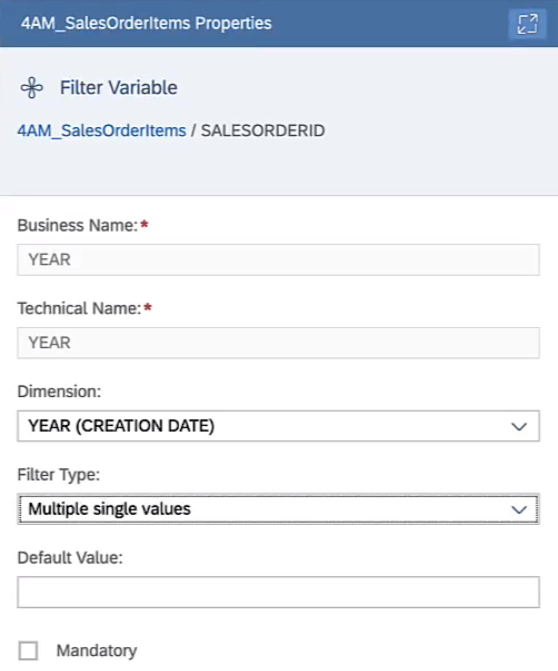 4AM_SalesOrderItems Properties
Filter Variable
4AM_SalesOrderItems / SALESORDERID
Business Name:*
YEAR
Technical Name:*
YEAR
Dimension:
YEAR (CREATION DATE)
Filter Type:
Multiple single values
Default Value:
Mandatory